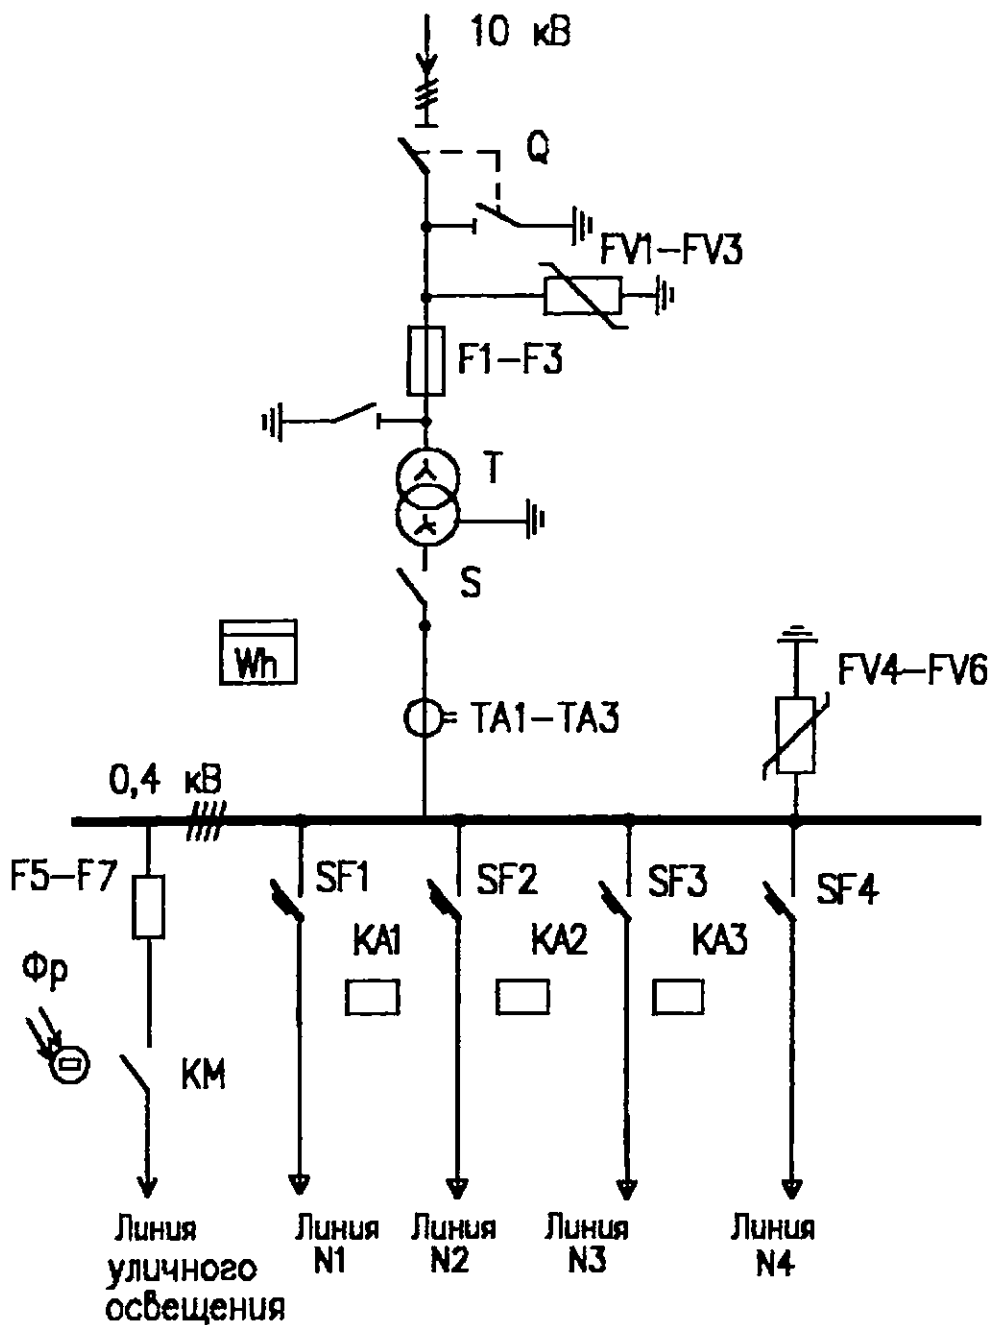 10 кВ
Q
FV1-FV3
F1-F3
T
S
Wh
FV4-FV6
TA1-TA3
0,4 кВ
F5-F7
SF1
SF2
SF3
SF4
KA1
KA2
KA3
Фр
KM
Линия
уличного
освещения
Линия
N1
Линия
N2
Линия
N3
Линия
N4